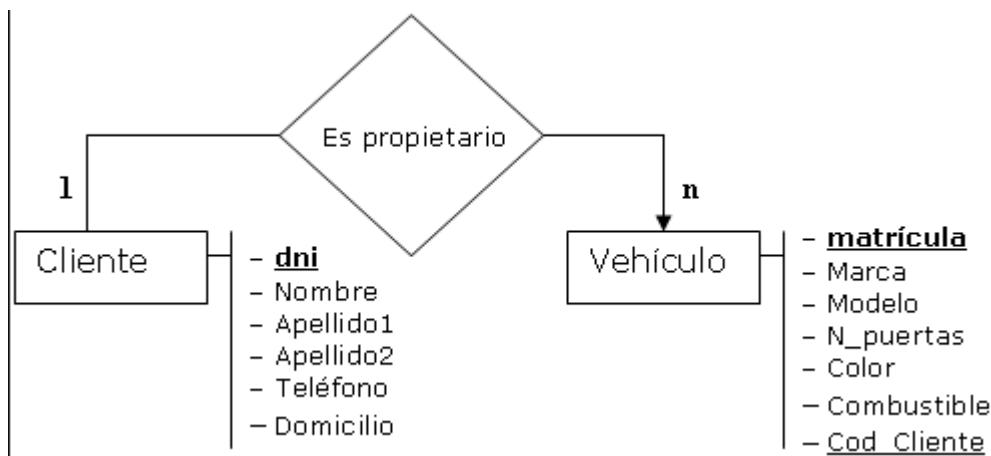 Es propietario
1
n
Cliente
– dni
– Nombre
– Apellido1
– Apellido2
– Teléfono
– Domicilio
Vehículo
– matrícula
– Marca
– Modelo
– N_puertas
– Color
– Combustible
– Cod_Cliente